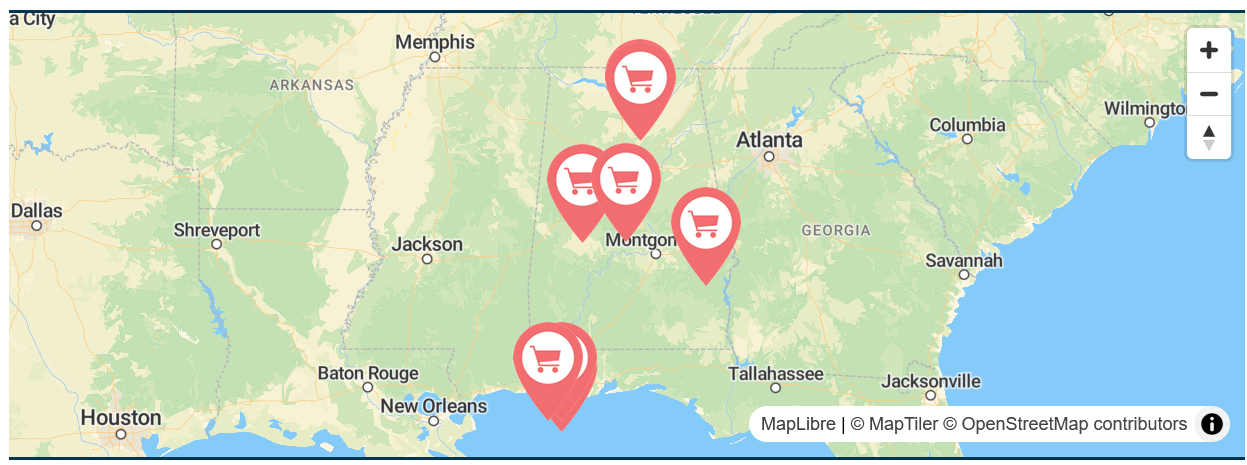 a City
TENNESSEE
Memphis
ARKANSAS
Wilmington
Columbia
Atlanta
Dallas
Shreveport
GEORGIA
Jackson
Montgom
Savannah
Baton Rouge
Tallahassee
Jacksonville
New Orleans
Houston
MapLibre | © MapTiler © OpenStreetMap contributors